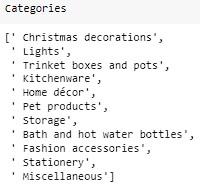 Categories
[' Christmas decorations',
' Lights',
' Trinket boxes and pots',
' Kitchenware',
' Home décor',
' Pet products',
' Storage',
' Bath and hot water bottles',
' Fashion accessories',
' Stationery',
' Miscellaneous']